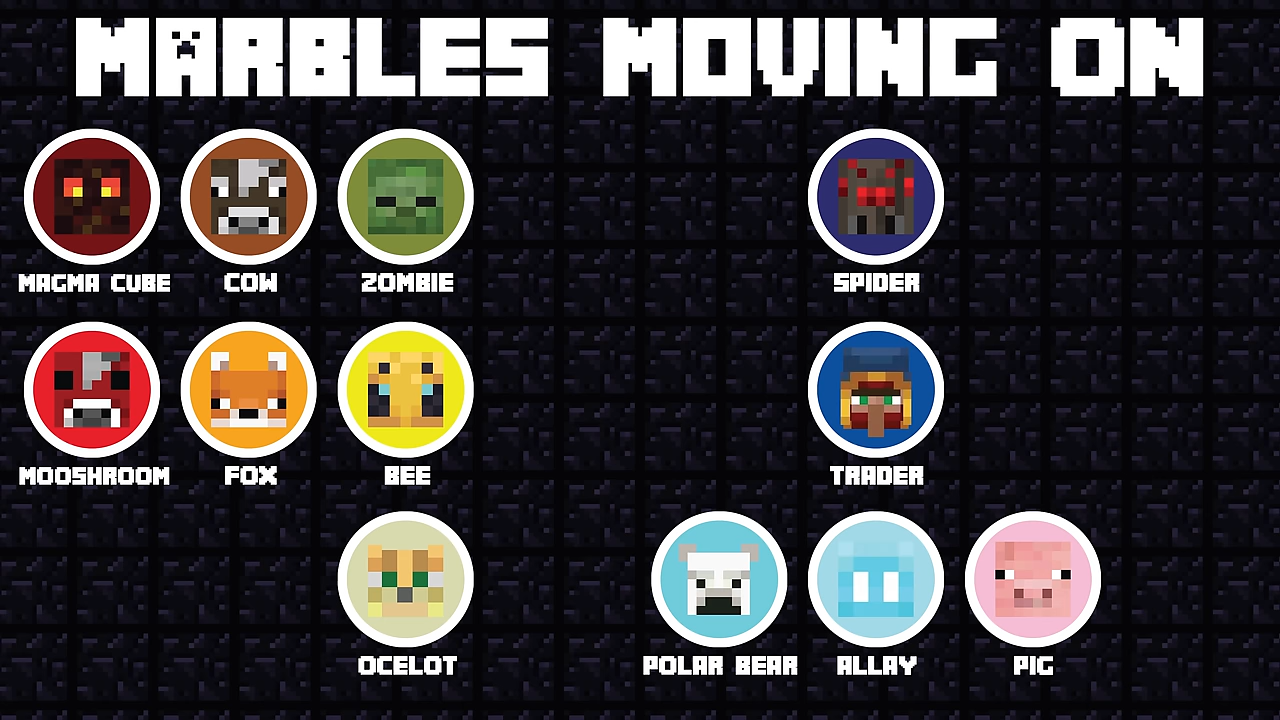 MARBLES MOVING ON
MAGMA CUBE COW ZOMBIE SPIDER
MOOSHROOM FOX BEE TRADER
OCELOT POLAR BEAR ALLAY PIG